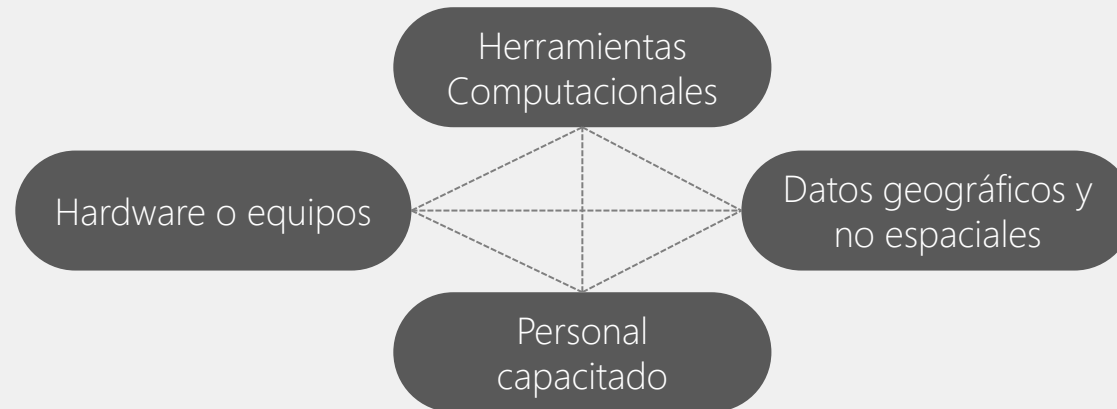 Herramientas
Computacionales
Hardware o equipos
Datos geográficos y
no espaciales
Personal
capacitado